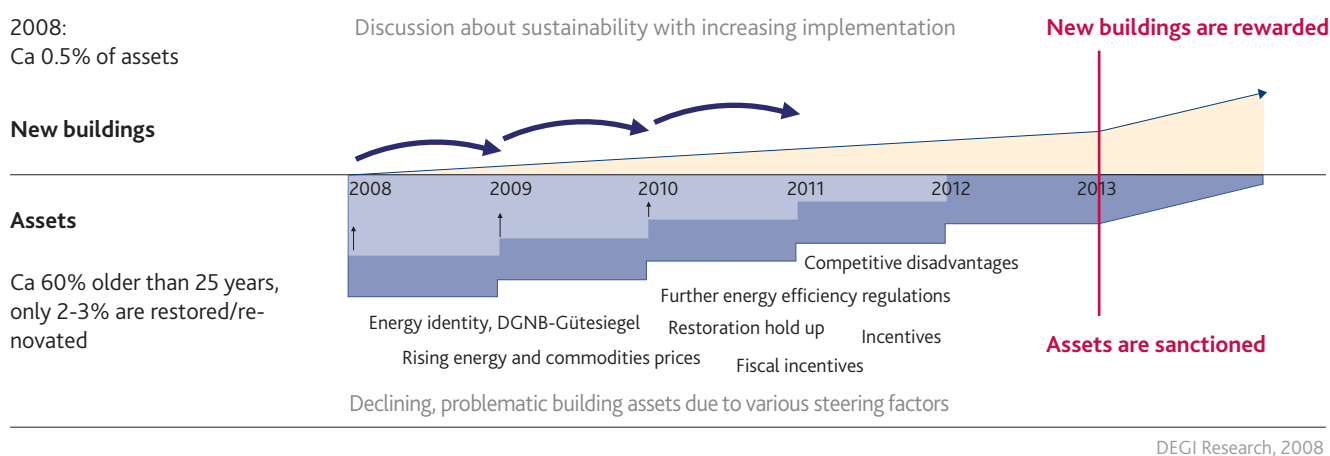 2008:
Ca 0.5% of assets
Discussion about sustainability with increasing implementation
New buildings are rewarded
New buildings
2008 2009 2010 2011 2012 2013
Assets
Ca 60% older than 25 years,
only 2-3% are restored/re-
novated
Competitive disadvantages
Further energy efficiency regulations
Energy identity, DGNB-Gütesiegel
Restoration hold up
Incentives
Rising energy and commodities prices
Fiscal incentives
Assets are sanctioned
Declining, problematic building assets due to various steering factors
DEGI Research, 2008